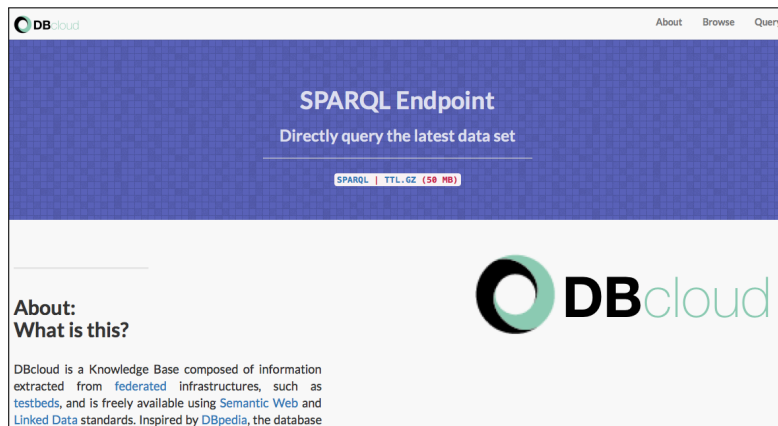 DBcloud
About Browse Query
SPARQL Endpoint
Directly query the latest data set
SPARQL | TTL.GZ (50 MB)
DBcloud
About:
What is this?
DBcloud is a Knowledge Base composed of information
extracted from federated infrastructures, such as
testbeds, and is freely available using Semantic Web and
Linked Data standards. Inspired by DBpedia, the database